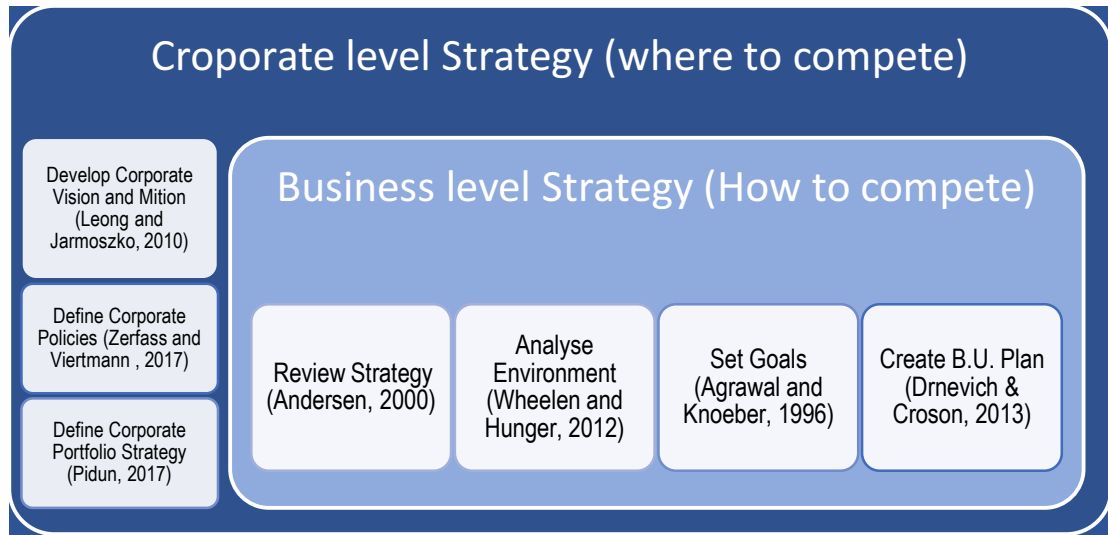 Croporate level Strategy (where to compete)
Develop Corporate
Vision and Mition
(Leong and
Jarmoszko, 2010)
Define Corporate
Policies (Zerfass and
Viertmann , 2017)
Define Corporate
Portfolio Strategy
(Pidun, 2017)
Business level Strategy (How to compete)
Review Strategy
(Andersen, 2000)
Analyse
Environment
(Wheelen and
Hunger, 2012)
Set Goals
(Agrawal and
Knoeber, 1996)
Create B.U. Plan
(Drnevich &
Croson, 2013)